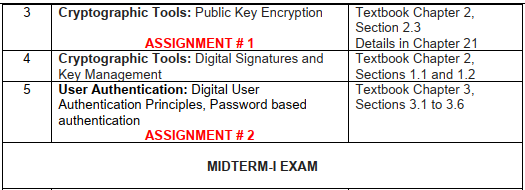 3 Cryptographic Tools: Public Key Encryption Textbook Chapter 2,
Section 2.3
ASSIGNMENT # 1 Details in Chapter 21
4 Cryptographic Tools: Digital Signatures and Textbook Chapter 2,
Key Management Sections 1.1 and 1.2
5 User Authentication: Digital User Textbook Chapter 3,
Authentication Principles, Password based Sections 3.1 to 3.6
authentication
ASSIGNMENT # 2
MIDTERM-I EXAM